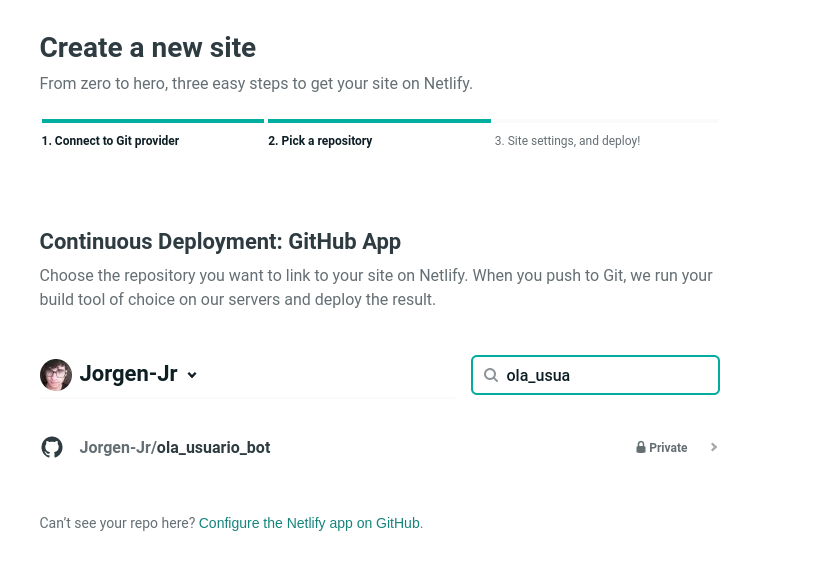 Create a new site
From zero to hero, three easy steps to get your site on Netlify.
1. Connect to Git provider
2. Pick a repository
3. Site settings, and deploy!
Continuous Deployment: GitHub App
Choose the repository you want to link to your site on Netlify. When you push to Git, we run your
build tool of choice on our servers and deploy the result.
Jorgen-Jr
ola_usua
Jorgen-Jr/ola_usuario_bot
Private
Can't see your repo here? Configure the Netlify app on GitHub.